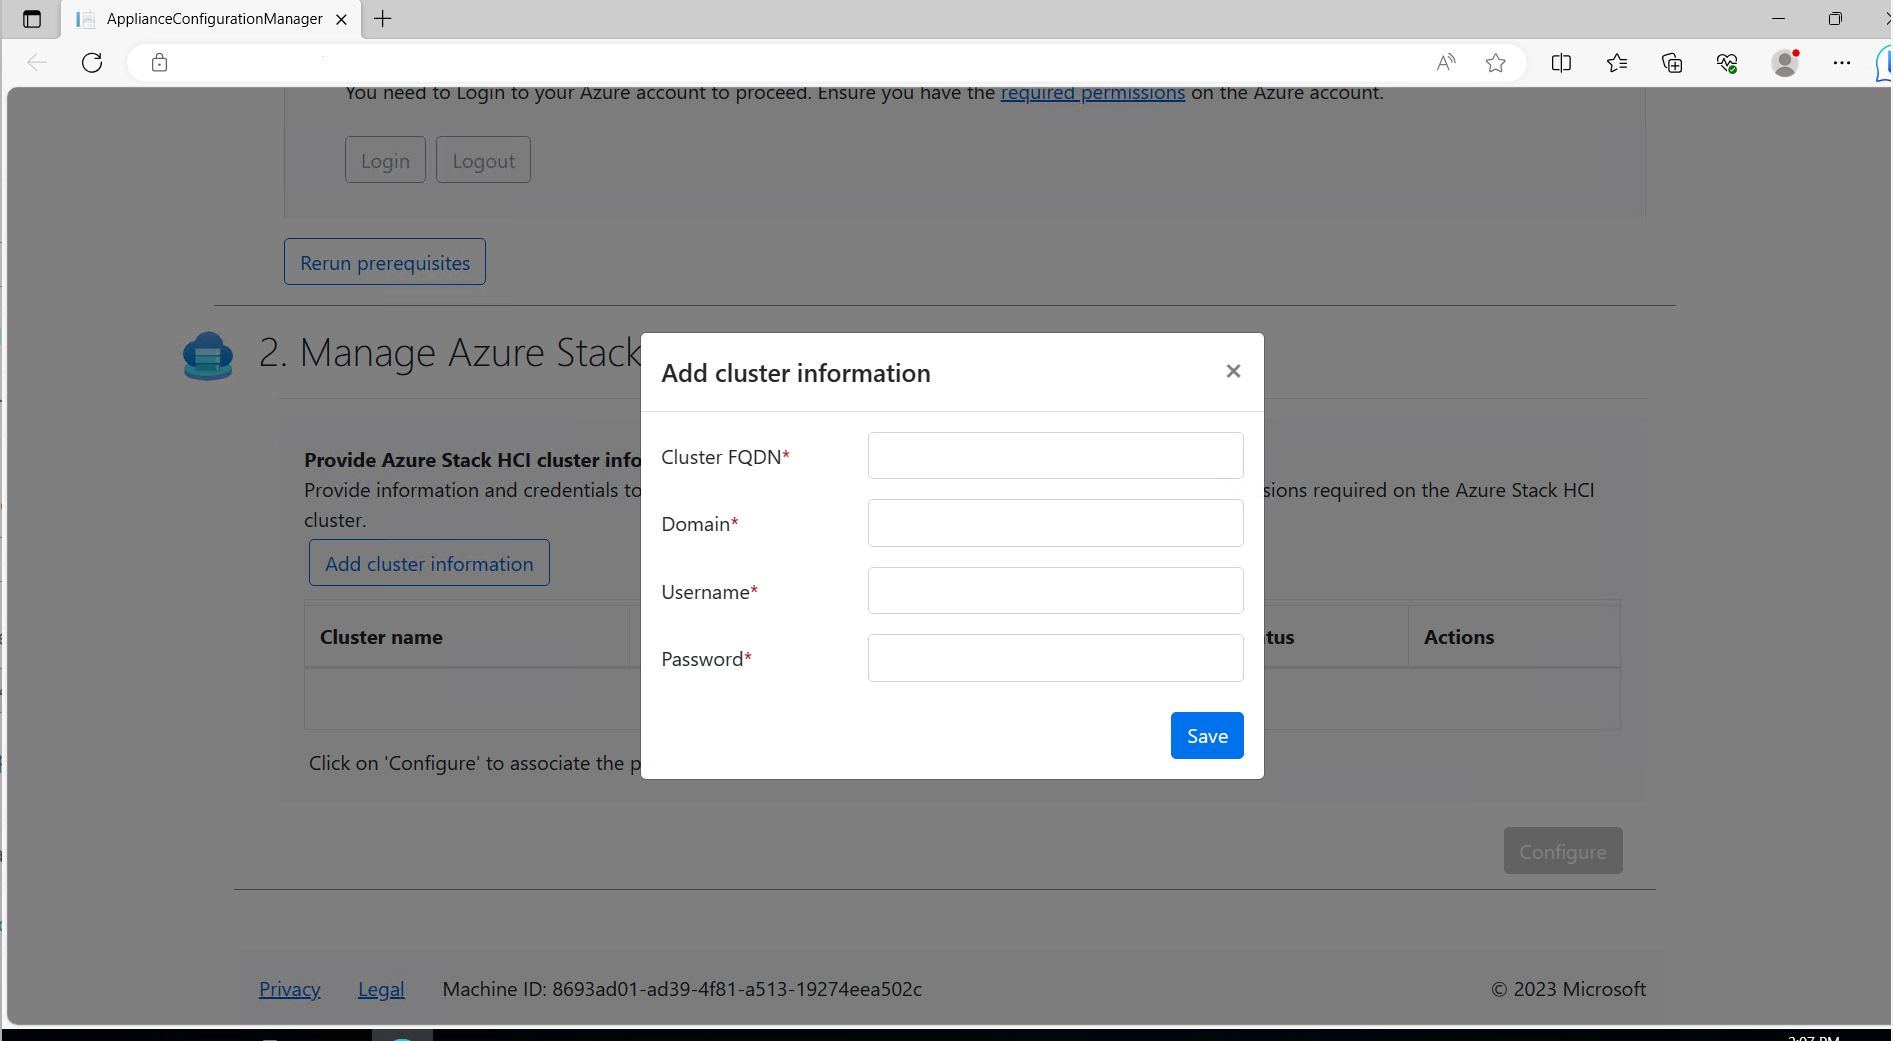 ApplianceConfigurationManager
You need to Login to your Azure account to proceed. Ensure you have the required permissions on the Azure account.
Login Logout
Rerun prerequisites
2. Manage Azure Stack
Add cluster information
Provide Azure Stack HCI cluster info
Provide information and credentials to
sions required on the Azure Stack HCI
cluster.
Add cluster information
Cluster name
tus
Actions
Cluster FQDN*
Domain*
Username*
Password*
Save
Click on 'Configure' to associate the p
Configure
Privacy Legal Machine ID: 8693ad01-ad39-4f81-a513-19274eea502c © 2023 Microsoft
2:07 PM